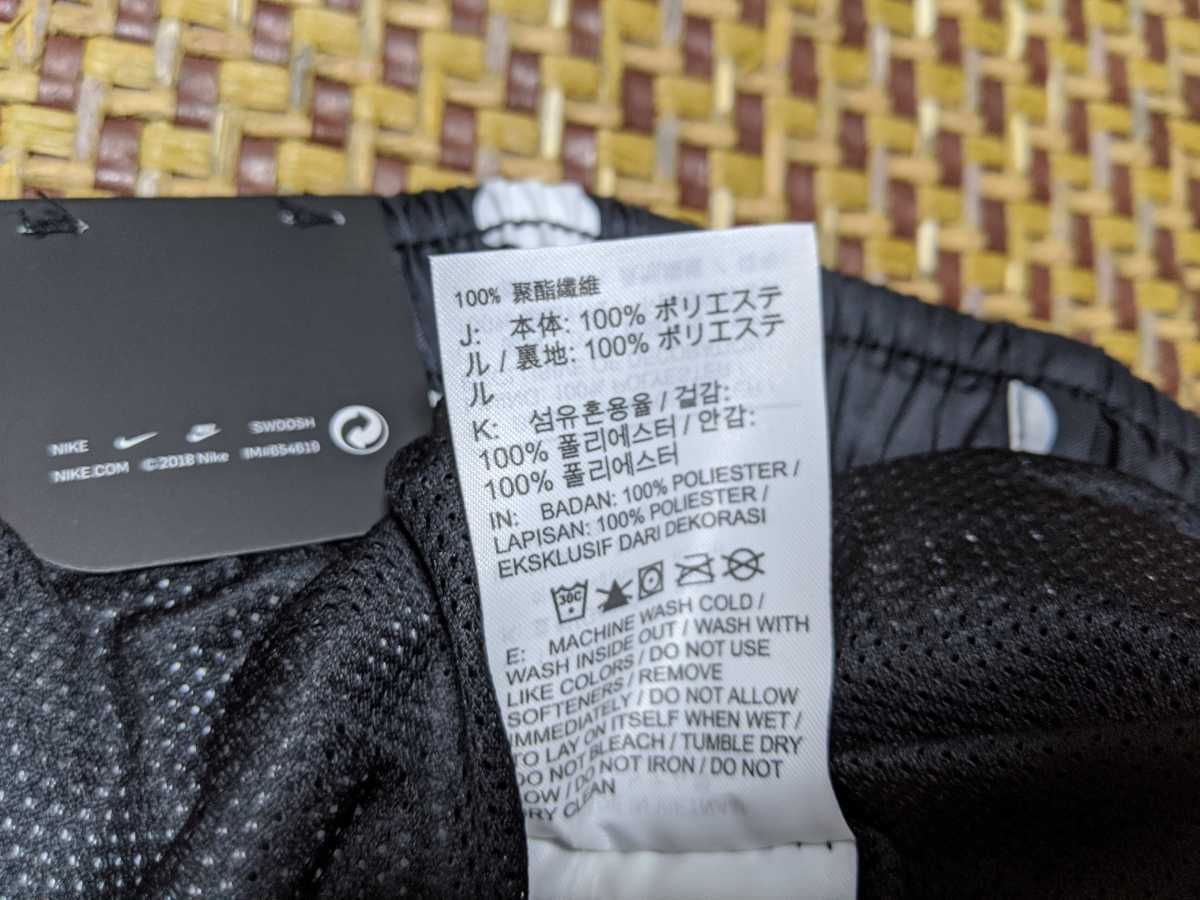 NIKE
SWOOSH
NIKE.COM ©2018 Nike IM#854619
100% 聚酯纖維
J: 本体: 100% ポリエステ
ル / 裏地: 100% ポリエステ
ル
K: 섬유혼용율 / 겉감:
100% 폴리에스터 / 안감:
100% 폴리에스터
IN: BADAN: 100% POLIESTER /
LAPISAN: 100% POLIESTER /
EKSKLUSIF DARI DEKORASI
30C
E: MACHINE WASH COLD /
WASH INSIDE OUT / WASH WITH
LIKE COLORS / DO NOT USE
SOFTENERS / REMOVE
IMMEDIATELY / DO NOT ALLOW
TO LAY ON ITSELF WHEN WET /
DO NOT BLEACH / TUMBLE DRY
OW / DO NOT IRON / DO NOT
RY CLEAN